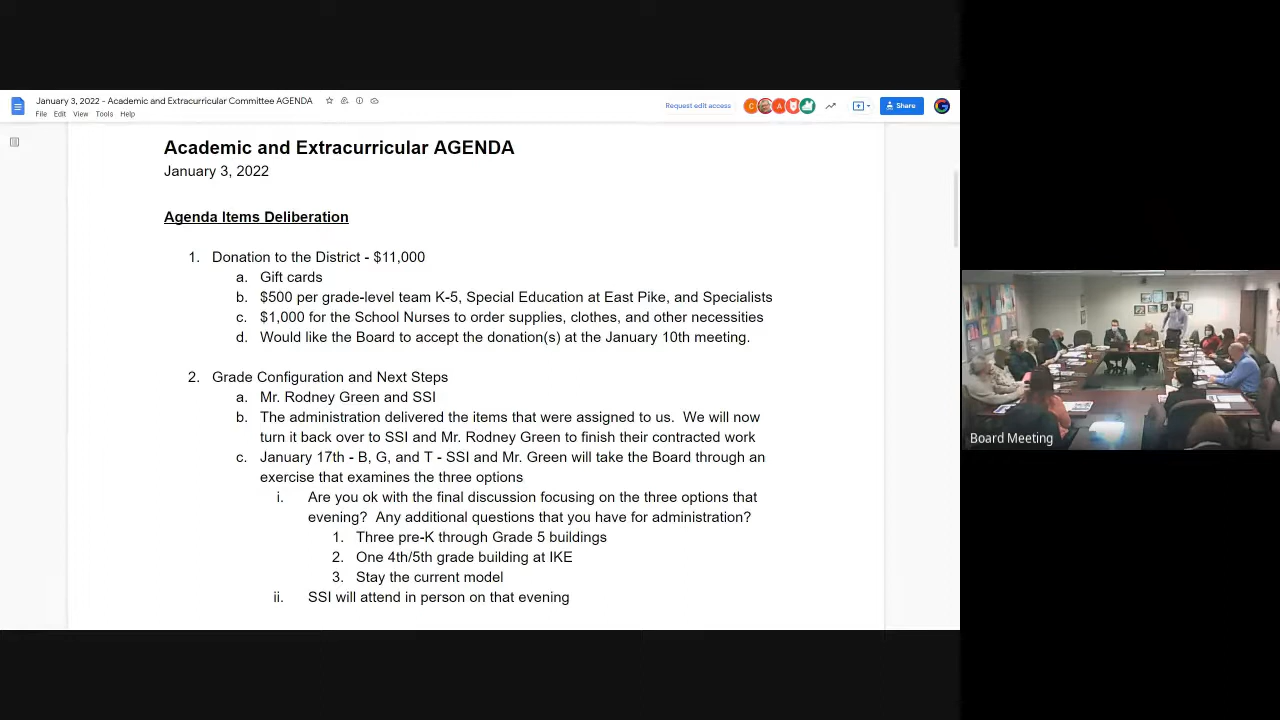 January 3, 2022 - Academic and Extracurricular Committee AGENDA
File Edit View Tools Help
Request edit access
C
A
Share
G
Academic and Extracurricular AGENDA
January 3, 2022
Agenda Items Deliberation
1. Donation to the District - $11,000
a. Gift cards
b. $500 per grade-level team K-5, Special Education at East Pike, and Specialists
c. $1,000 for the School Nurses to order supplies, clothes, and other necessities
d. Would like the Board to accept the donation(s) at the January 10th meeting.
2. Grade Configuration and Next Steps
a. Mr. Rodney Green and SSI
b. The administration delivered the items that were assigned to us. We will now
turn it back over to SSI and Mr. Rodney Green to finish their contracted work
c. January 17th - B, G, and T - SSI and Mr. Green will take the Board through an
exercise that examines the three options
i. Are you ok with the final discussion focusing on the three options that
evening? Any additional questions that you have for administration?
1. Three pre-K through Grade 5 buildings
2. One 4th/5th grade building at IKE
3. Stay the current model
ii. SSI will attend in person on that evening
Board Meeting